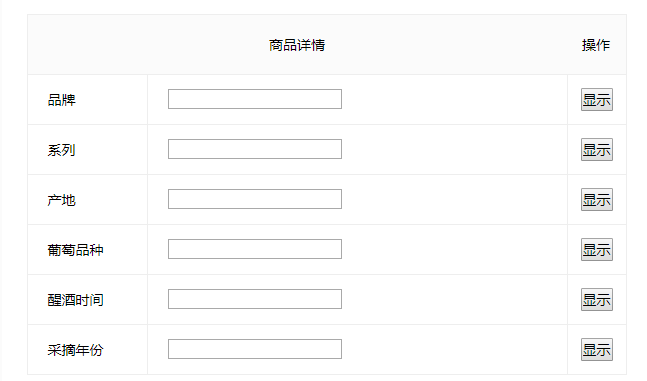 商品详情 操作
品牌 显示
系列 显示
产地 显示
葡萄品种 显示
醒酒时间 显示
采摘年份 显示